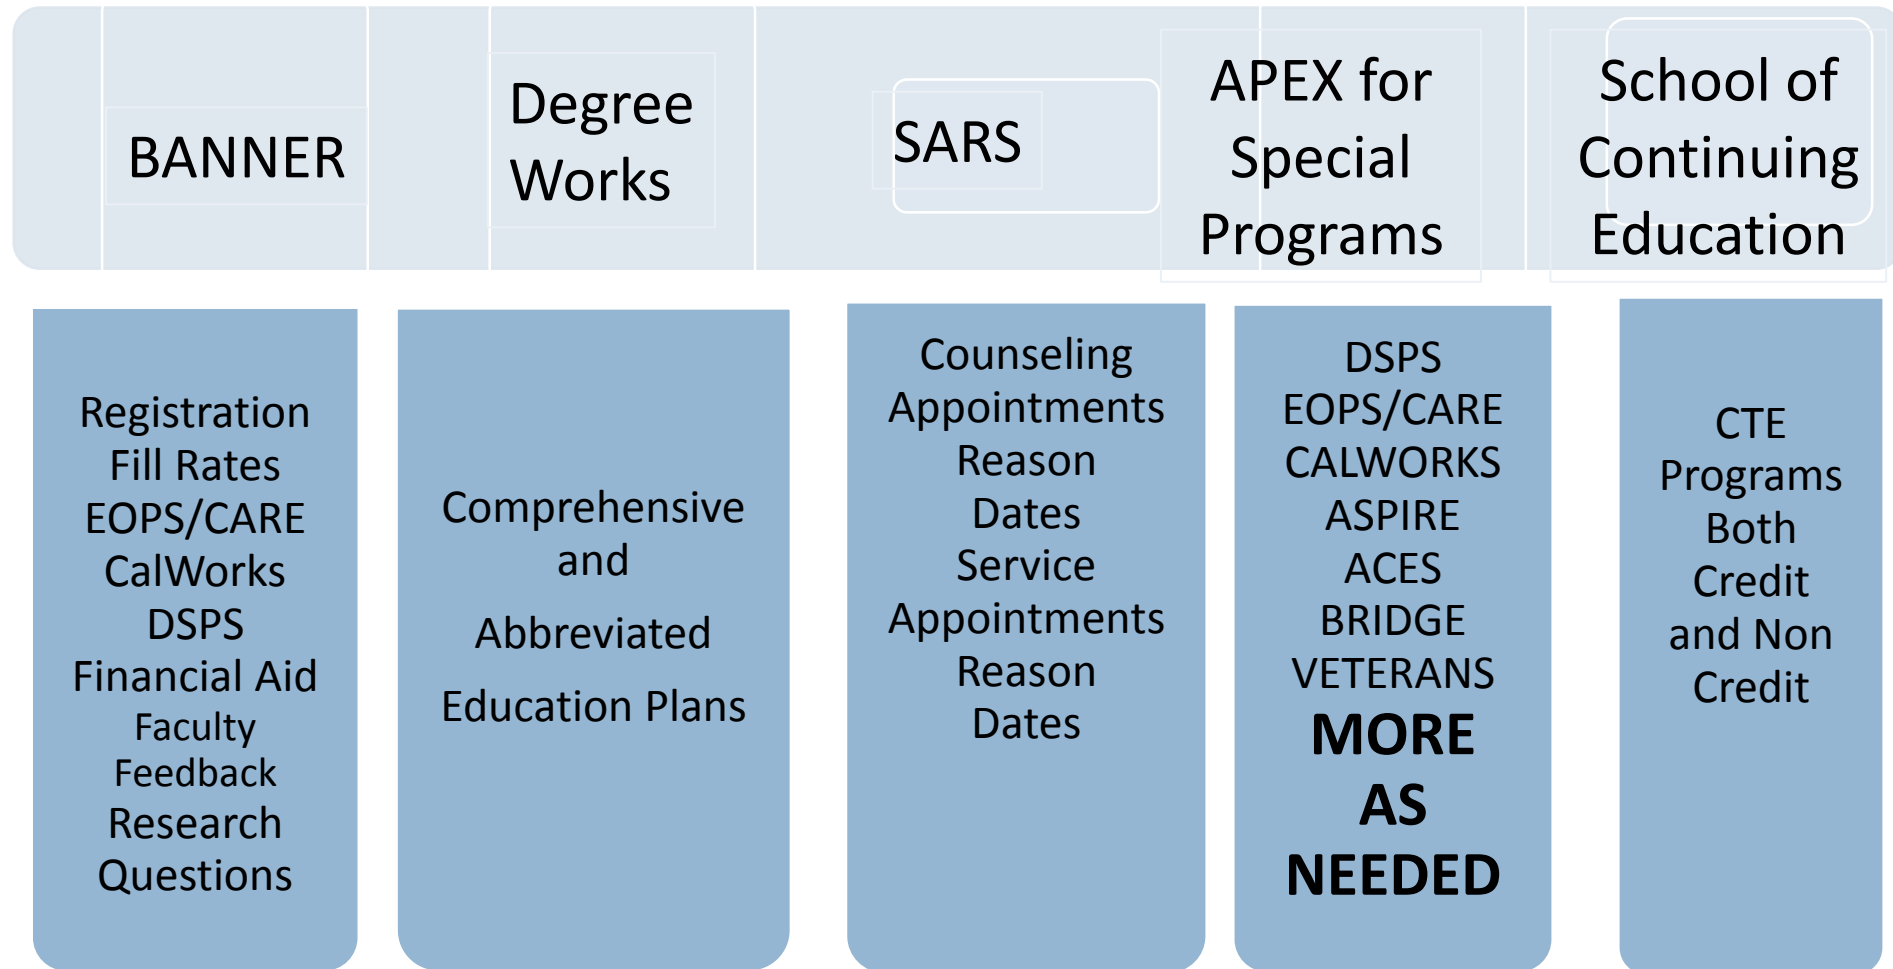 BANNER
Degree
Works
SARS
APEX for
Special
Programs
School of
Continuing
Education
Registration
Fill Rates
EOPS/CARE
CalWorks
DSPS
Financial Aid
Faculty
Feedback
Research
Questions
Comprehensive
and
Abbreviated
Education Plans
Counseling
Appointments
Reason
Dates
Service
Appointments
Reason
Dates
DSPS
EOPS/CARE
CALWORKS
ASPIRE
ACES
BRIDGE
VETERANS
MORE
AS
NEEDED
CTE
Programs
Both
Credit
and Non
Credit